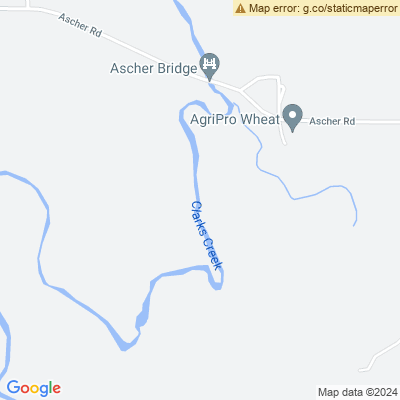 Map error: g.co/staticmaperror
Ascher Rd
Ascher Bridge
AgriPro Wheat
Ascher Rd
Clarks Creek
Google
Map data ©2024